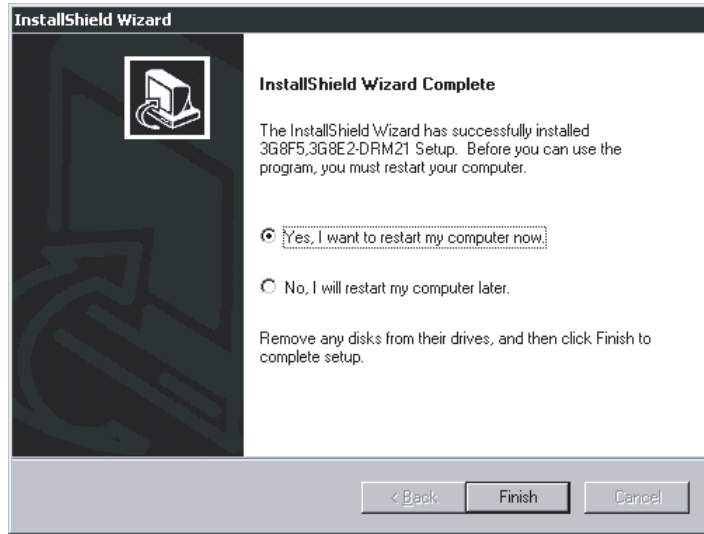 InstallShield Wizard
InstallShield Wizard Complete
The InstallShield Wizard has successfully installed
3G8F5,3G8E2-DRM21 Setup.  Before you can use the
program, you must restart your computer.
Yes, I want to restart my computer now.
No, I will restart my computer later.
Remove any disks from their drives, and then click Finish to
complete setup.
< Back Finish Cancel